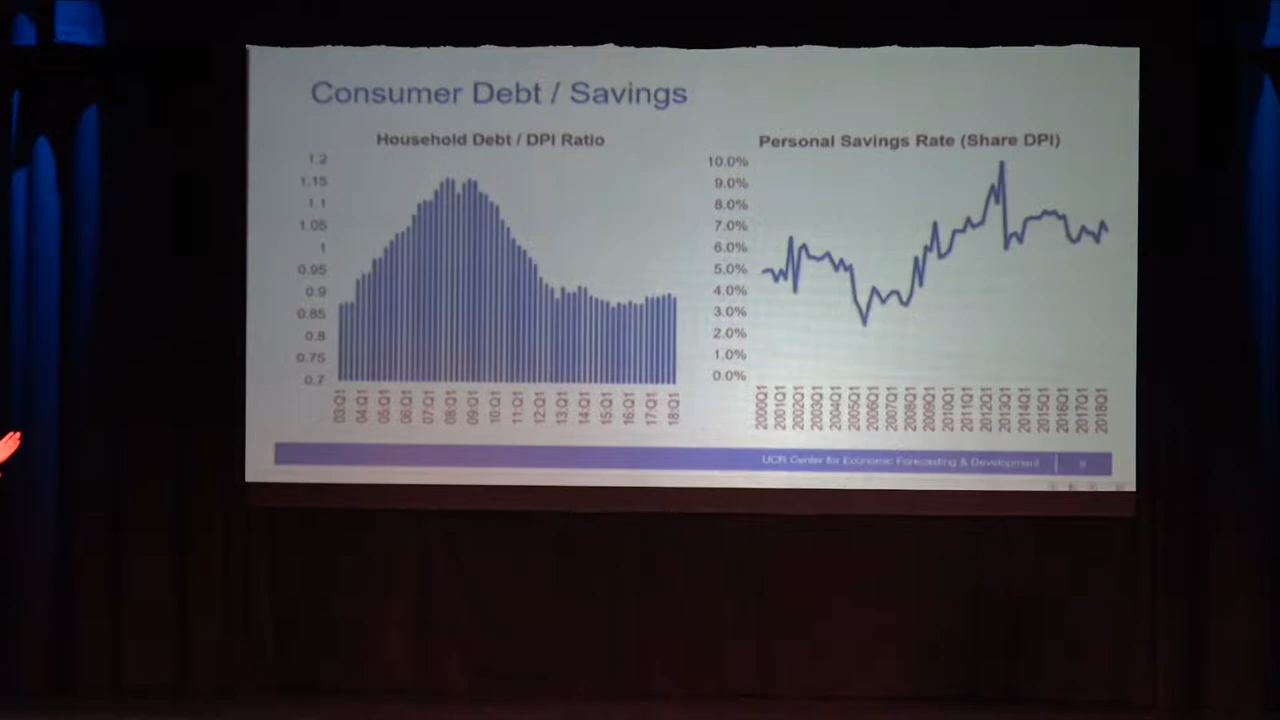 Consumer Debt / Savings
Household Debt / DPI Ratio
1.2
1.15
1.1
1.05
1
0.95
0.9
0.85
0.8
0.75
0.7
03:Q1
04:Q1
05:Q1
06:Q1
07:Q1
08:Q1
09:Q1
10:Q1
11:Q1
12:Q1
13:Q1
14:Q1
15:Q1
16:Q1
17:Q1
18:Q1
Personal Savings Rate (Share DPI)
10.0%
9.0%
8.0%
7.0%
6.0%
5.0%
4.0%
3.0%
2.0%
1.0%
0.0%
2000Q1
2001Q1
2002Q1
2003Q1
2004Q1
2005Q1
2006Q1
2007Q1
2008Q1
2009Q1
2010Q1
2011Q1
2012Q1
2013Q1
2014Q1
2015Q1
2016Q1
2017Q1
2018Q1
UCR Center for Economic Forecasting & Development